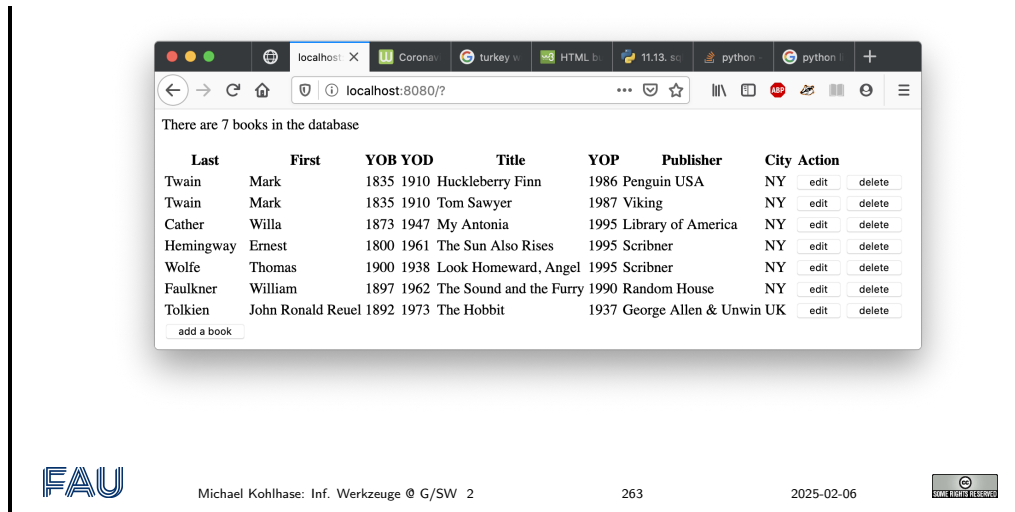 localhost: Coronav turkey w HTML bu 11.13. sq python - python li
localhost:8080/?
ABP
There are 7 books in the database
Last First YOB YOD Title YOP Publisher City Action
Twain Mark 1835 1910 Huckleberry Finn 1986 Penguin USA NY edit delete
Twain Mark 1835 1910 Tom Sawyer 1987 Viking NY edit delete
Cather Willa 1873 1947 My Antonia 1995 Library of America NY edit delete
Hemingway Ernest 1800 1961 The Sun Also Rises 1995 Scribner NY edit delete
Wolfe Thomas 1900 1938 Look Homeward, Angel 1995 Scribner NY edit delete
Faulkner William 1897 1962 The Sound and the Furry 1990 Random House NY edit delete
Tolkien John Ronald Reuel 1892 1973 The Hobbit 1937 George Allen & Unwin UK edit delete
add a book
FAU Michael Kohlhase: Inf. Werkzeuge @ G/SW 2 263 2025-02-06
cc
SOME RIGHTS RESERVED